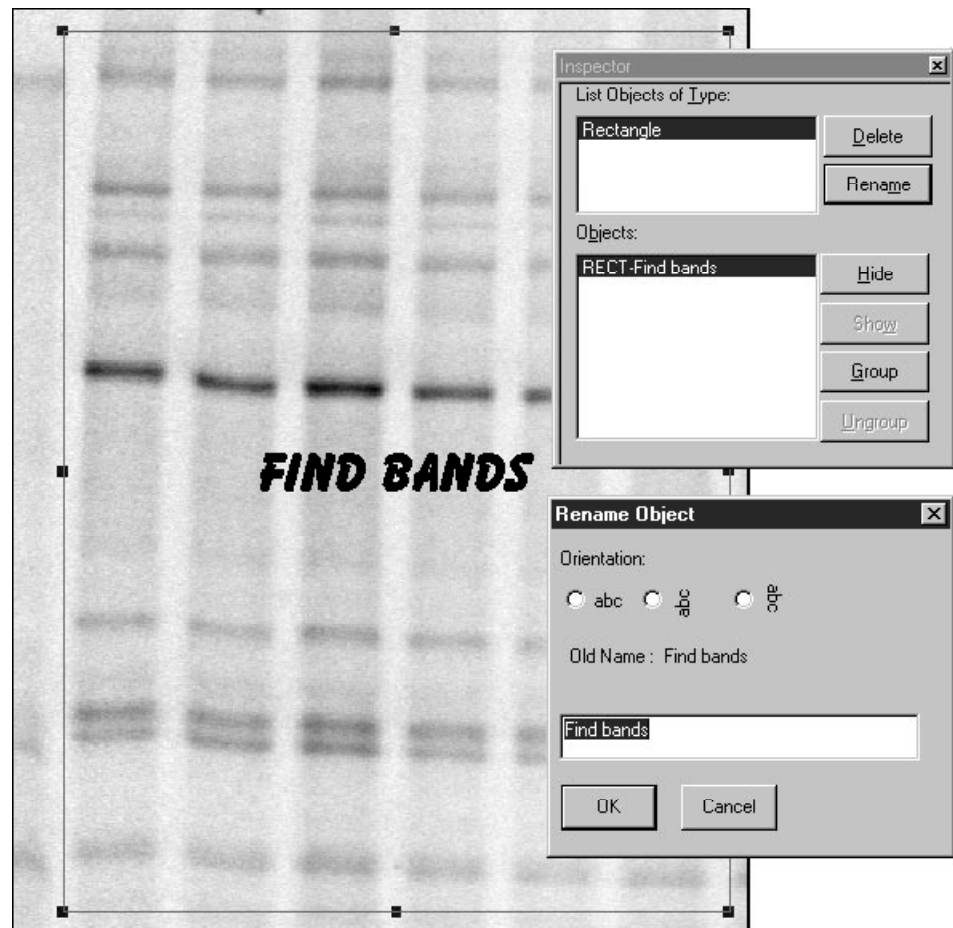 Inspector
List Objects of Type:
Rectangle
Delete
Rename
Objects:
RECT-Find bands
Hide
Show
Group
Ungroup
FIND BANDS
Rename Object
Orientation:
abc abc abc
Old Name : Find bands
Find bands
OK Cancel